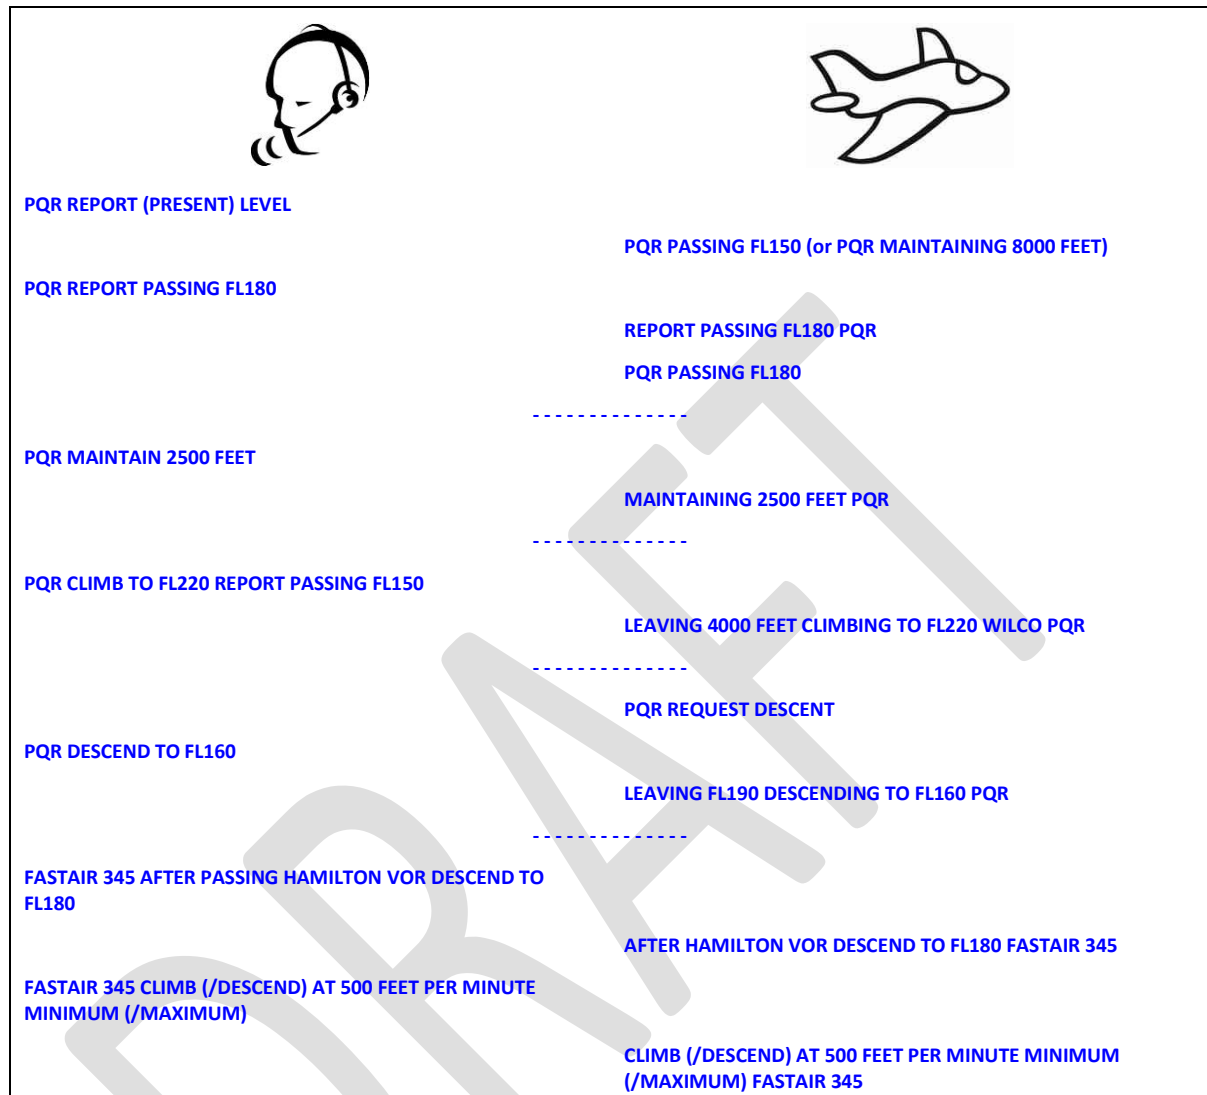 PQR REPORT (PRESENT) LEVEL
PQR PASSING FL150 (or PQR MAINTAINING 8000 FEET)
PQR REPORT PASSING FL180
REPORT PASSING FL180 PQR
PQR PASSING FL180
- - - - - - - - - - - - - -
PQR MAINTAIN 2500 FEET
MAINTAINING 2500 FEET PQR
- - - - - - - - - - - - - -
PQR CLIMB TO FL220 REPORT PASSING FL150
LEAVING 4000 FEET CLIMBING TO FL220 WILCO PQR
- - - - - - - - - - - - - -
PQR REQUEST DESCENT
PQR DESCEND TO FL160
LEAVING FL190 DESCENDING TO FL160 PQR
- - - - - - - - - - - - - -
FASTAIR 345 AFTER PASSING HAMILTON VOR DESCEND TO
FL180
AFTER HAMILTON VOR DESCEND TO FL180 FASTAIR 345
FASTAIR 345 CLIMB (/DESCEND) AT 500 FEET PER MINUTE
MINIMUM (/MAXIMUM)
CLIMB (/DESCEND) AT 500 FEET PER MINUTE MINIMUM
(/MAXIMUM) FASTAIR 345
DRAFT